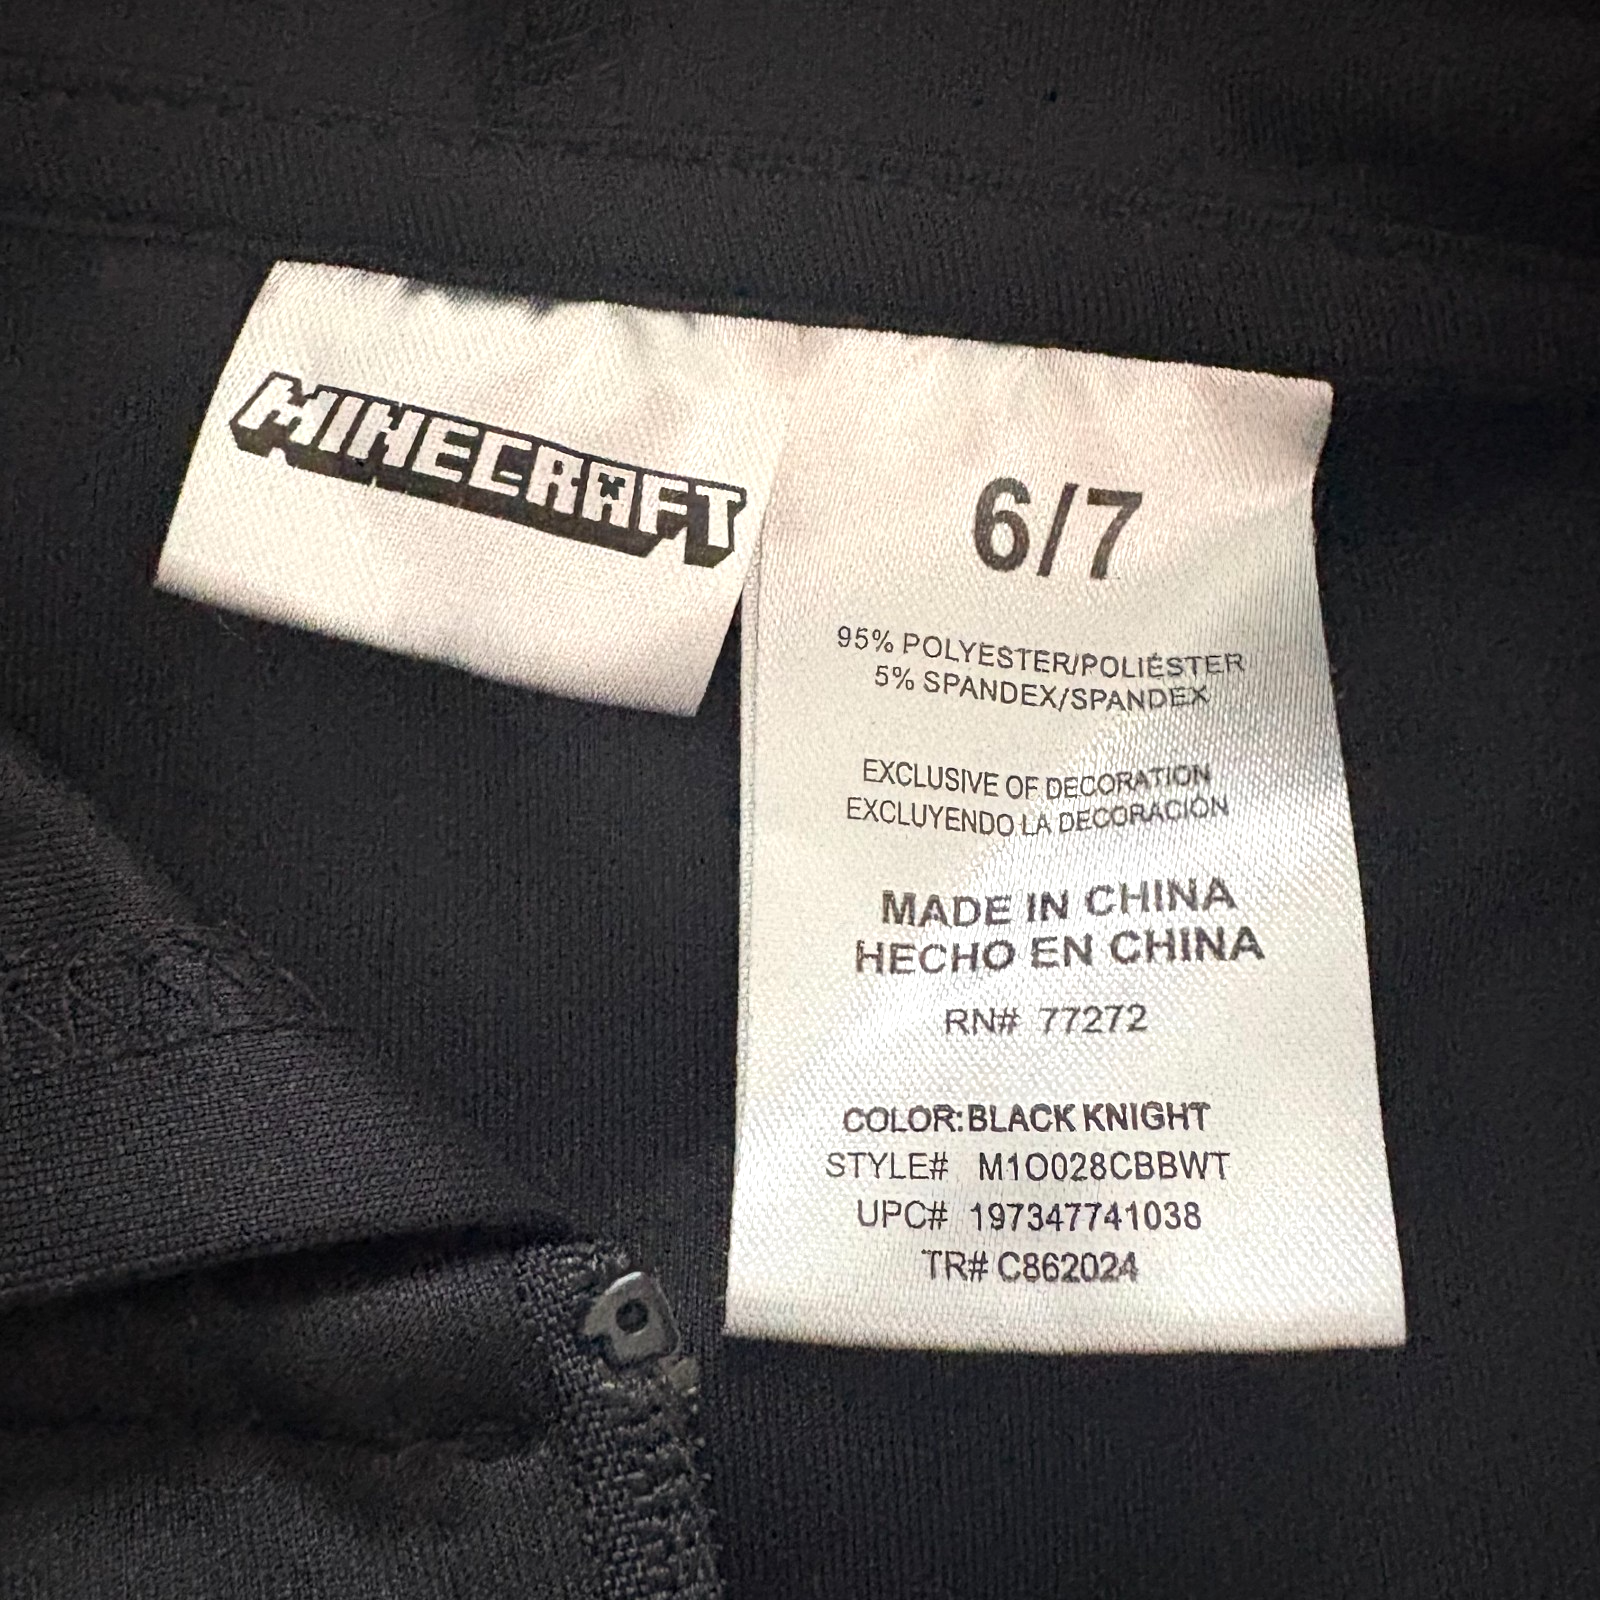 MINECRAFT
6/7
95% POLYESTER/POLIÉSTER
5% SPANDEX/SPANDEX
EXCLUSIVE OF DECORATION
EXCLUYENDO LA DECORACIÓN
MADE IN CHINA
HECHO EN CHINA
RN# 77272
COLOR:BLACK KNIGHT
STYLE# M1O028CBBWT
UPC# 197347741038
TR# C862024